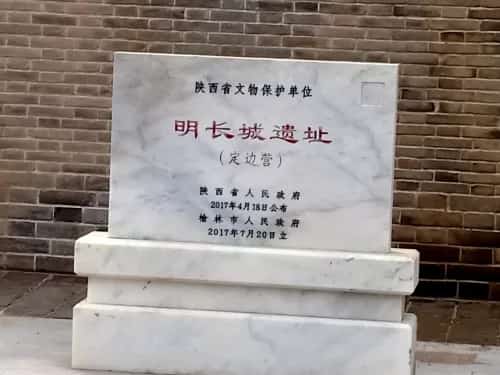 陕西省文物保护单位
明长城遗址
（定边营）
陕西省人民政府
2017年4月18日公布
榆林市人民政府
2017年7月20日立